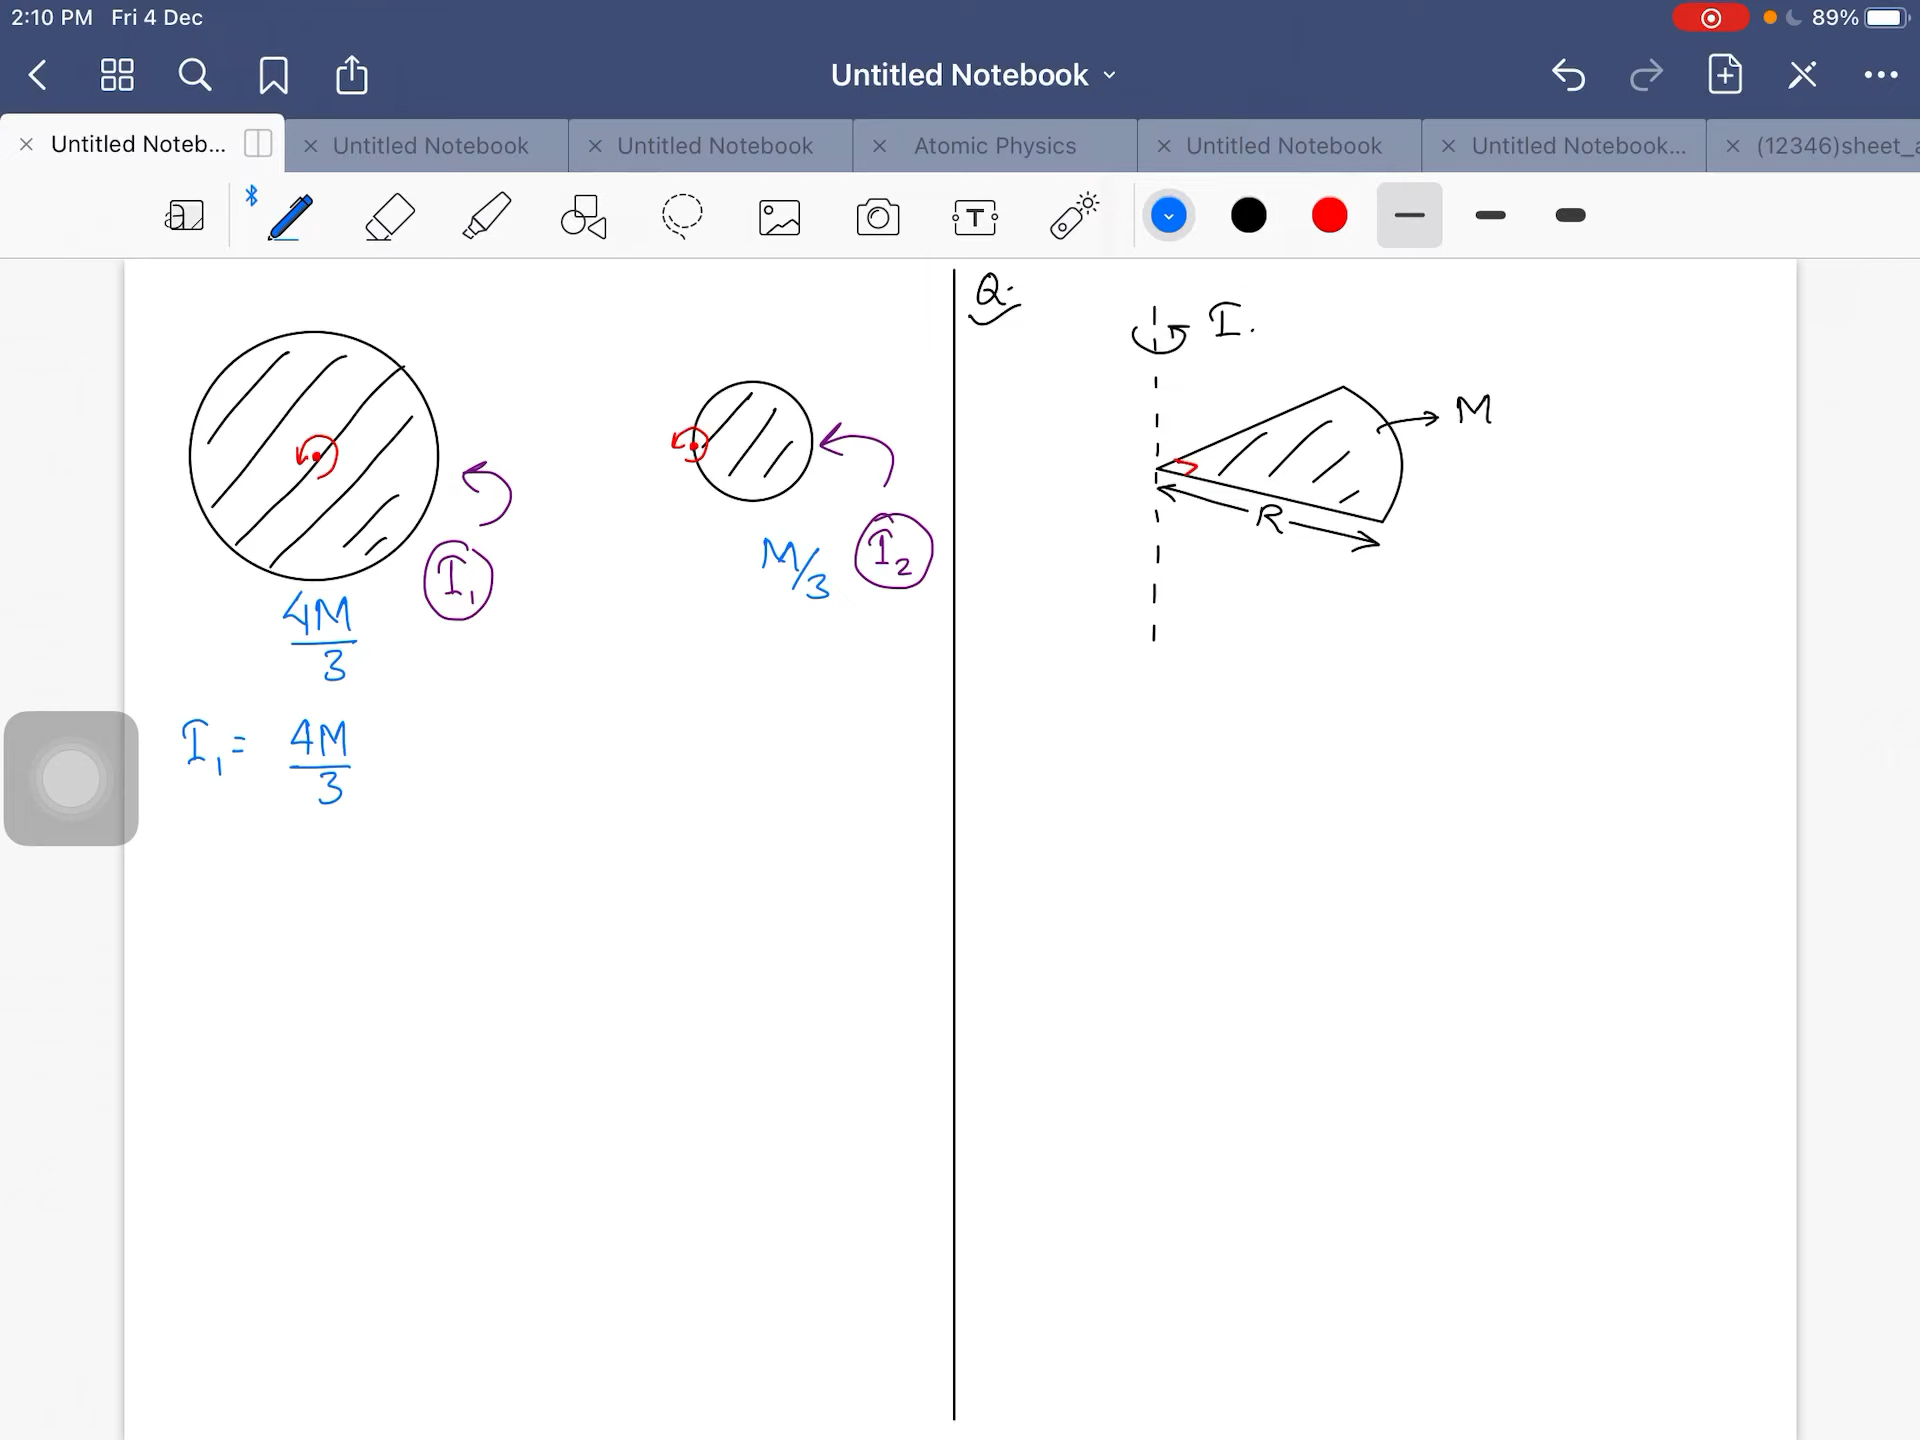 2:10 PM Fri 4 Dec
89%
Untitled Notebook
Untitled Noteb...
Untitled Notebook
Untitled Notebook
Atomic Physics
Untitled Notebook
Untitled Notebook...
(12346)sheet_a
a
T
4M/3
I₁
M/3
I₂
I₁ = 4M/3
Q.
I.
M
R